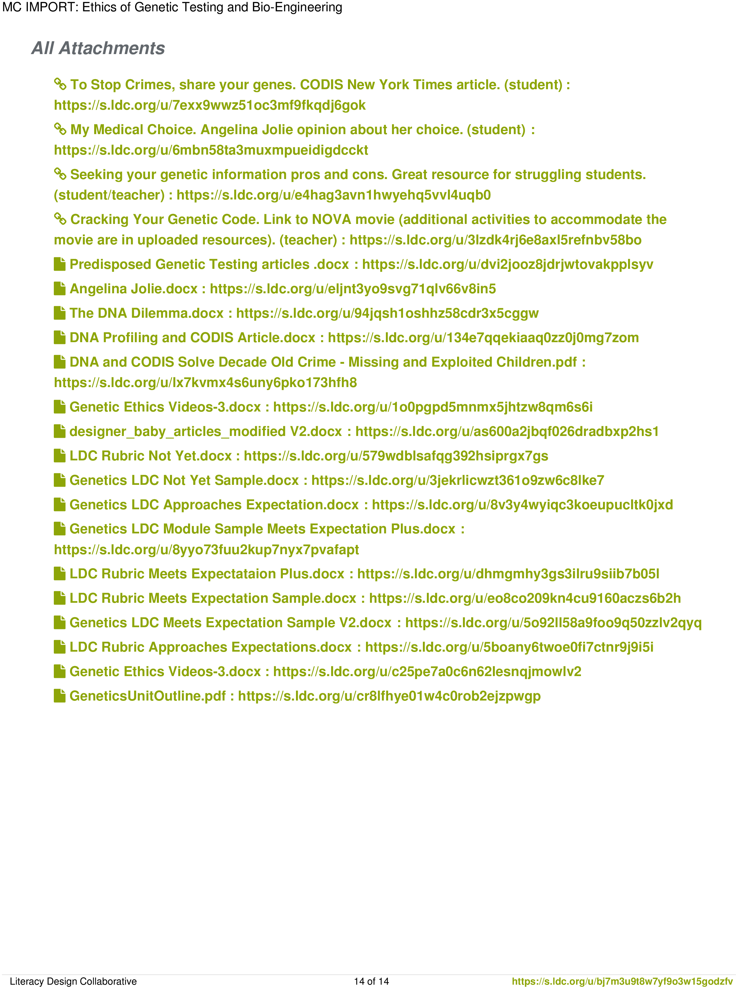 MC IMPORT: Ethics of Genetic Testing and Bio-Engineering
All Attachments
To Stop Crimes, share your genes. CODIS New York Times article. (student) :
https://s.ldc.org/u/7exx9wwz51oc3mf9fkqdj6gok
My Medical Choice. Angelina Jolie opinion about her choice. (student) :
https://s.ldc.org/u/6mbn58ta3muxmpueidigdcckt
Seeking your genetic information pros and cons. Great resource for struggling students.
(student/teacher) : https://s.ldc.org/u/e4hag3avn1hwyehq5vvl4uqb0
Cracking Your Genetic Code. Link to NOVA movie (additional activities to accommodate the
movie are in uploaded resources). (teacher) : https://s.ldc.org/u/3lzdk4rj6e8axl5refnbv58bo
Predisposed Genetic Testing articles .docx : https://s.ldc.org/u/dvi2jooz8jdrjwtovakpplsyv
Angelina Jolie.docx : https://s.ldc.org/u/eljnt3yo9svg71qlv66v8in5
The DNA Dilemma.docx : https://s.ldc.org/u/94jqsh1oshhz58cdr3x5cggw
DNA Profiling and CODIS Article.docx : https://s.ldc.org/u/134e7qqekiaaq0zz0j0mg7zom
DNA and CODIS Solve Decade Old Crime - Missing and Exploited Children.pdf :
https://s.ldc.org/u/lx7kvmx4s6uny6pko173hfh8
Genetic Ethics Videos-3.docx : https://s.ldc.org/u/1o0pgpd5mnmx5jhtzw8qm6s6i
designer_baby_articles_modified V2.docx : https://s.ldc.org/u/as600a2jbqf026dradbxp2hs1
LDC Rubric Not Yet.docx : https://s.ldc.org/u/579wdblsafqg392hsiprgx7gs
Genetics LDC Not Yet Sample.docx : https://s.ldc.org/u/3jekrlicwzt361o9zw6c8lke7
Genetics LDC Approaches Expectation.docx : https://s.ldc.org/u/8v3y4wyiqc3koeupucltk0jxd
Genetics LDC Module Sample Meets Expectation Plus.docx :
https://s.ldc.org/u/8yyo73fuu2kup7nyx7pvafapt
LDC Rubric Meets Expectataion Plus.docx : https://s.ldc.org/u/dhmgmhy3gs3ilru9siib7b05l
LDC Rubric Meets Expectation Sample.docx : https://s.ldc.org/u/eo8co209kn4cu9160aczs6b2h
Genetics LDC Meets Expectation Sample V2.docx : https://s.ldc.org/u/5o92ll58a9foo9q50zzlv2qyq
LDC Rubric Approaches Expectations.docx : https://s.ldc.org/u/5boany6twoe0fi7ctnr9j9i5i
Genetic Ethics Videos-3.docx : https://s.ldc.org/u/c25pe7a0c6n62lesnqjmowlv2
GeneticsUnitOutline.pdf : https://s.ldc.org/u/cr8lfhye01w4c0rob2ejzpwgp
Literacy Design Collaborative 14 of 14 https://s.ldc.org/u/bj7m3u9t8w7yf9o3w15godzfv